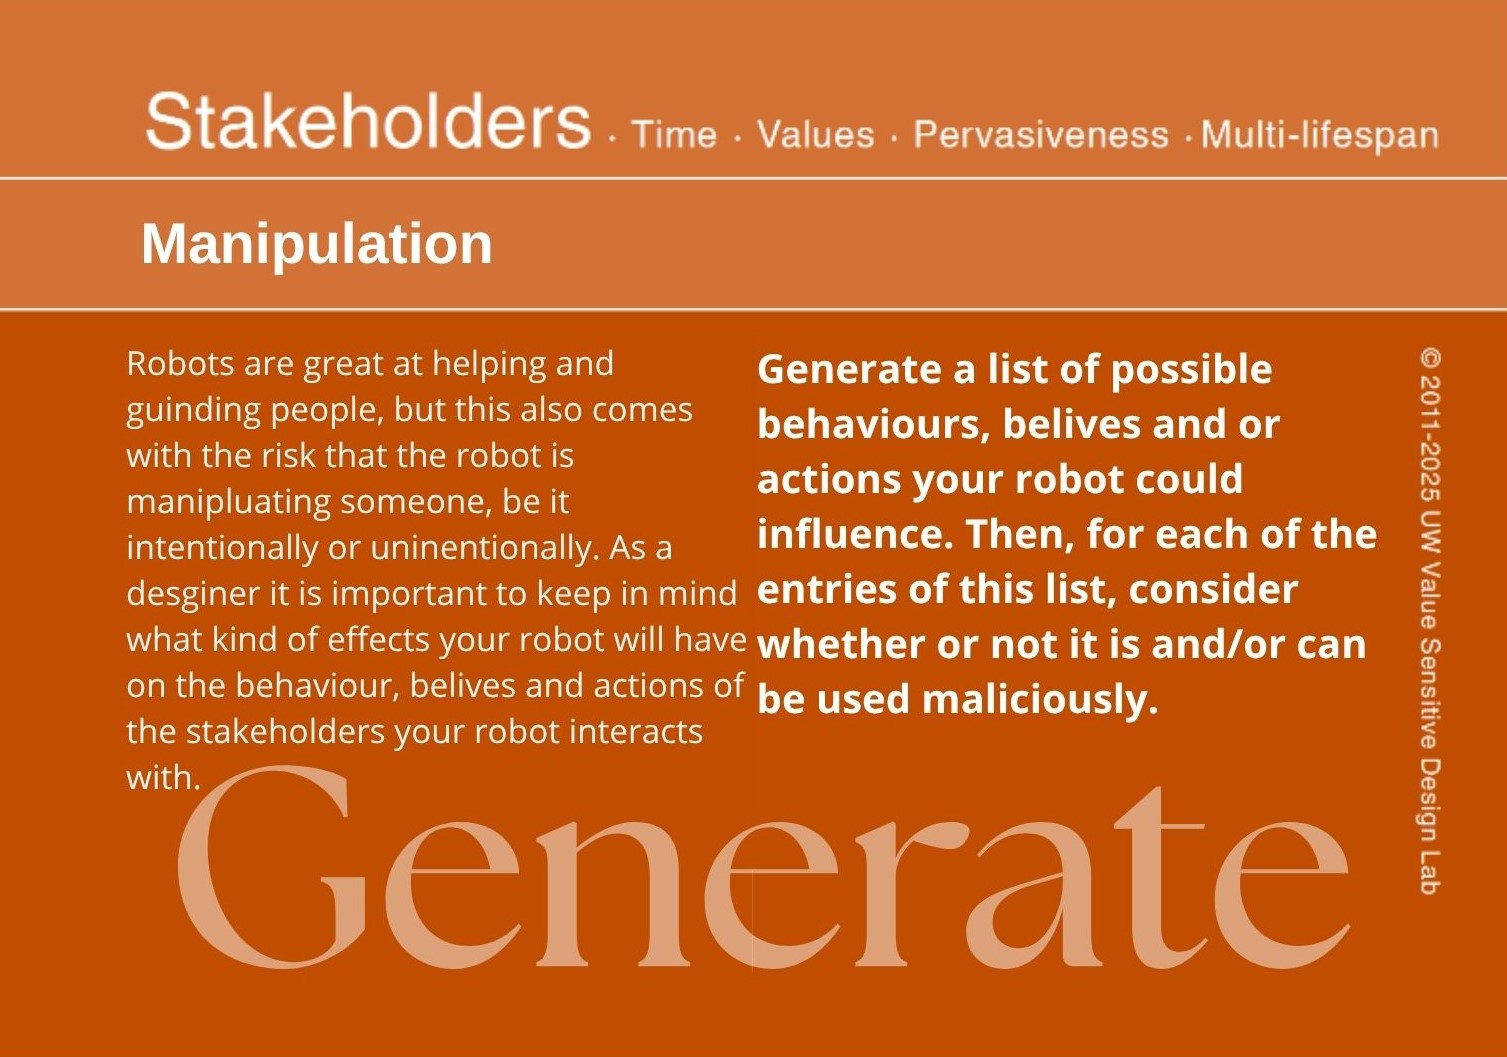 Stakeholders · Time · Values · Pervasiveness · Multi-lifespan
Manipulation
Robots are great at helping and
guinding people, but this also comes
with the risk that the robot is
manipluating someone, be it
intentionally or uninentionally. As a
desginer it is important to keep in mind
what kind of effects your robot will have
on the behaviour, belives and actions of
the stakeholders your robot interacts
with.
Generate a list of possible
behaviours, belives and or
actions your robot could
influence. Then, for each of the
entries of this list, consider
whether or not it is and/or can
be used maliciously.
Generate
© 2011-2025 UW Value Sensitive Design Lab